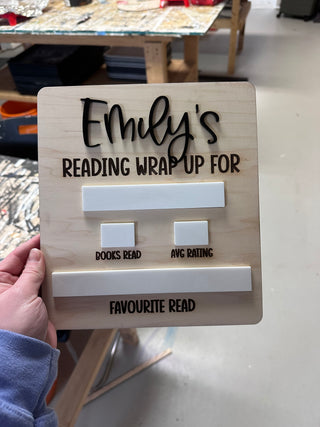 Emily's
READING WRAP UP FOR
BOOKS READ AVG RATING
FAVOURITE READ